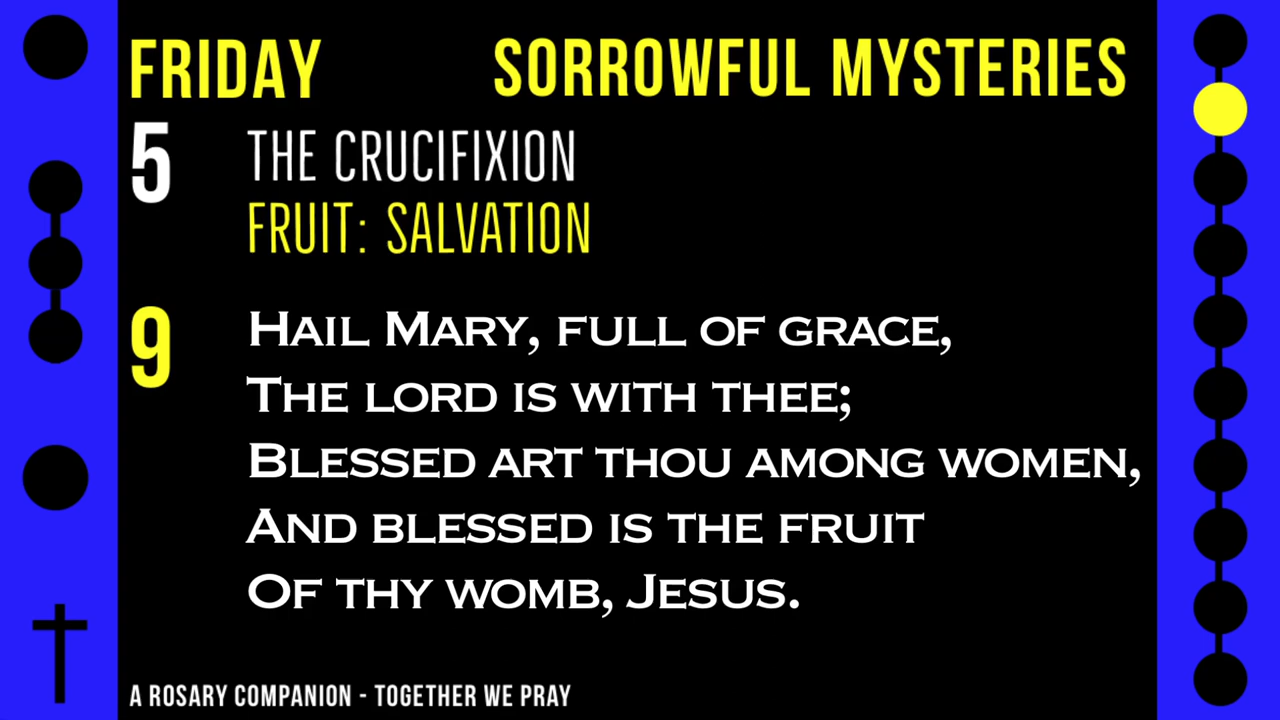 FRIDAY SORROWFUL MYSTERIES
5 THE CRUCIFIXION
FRUIT: SALVATION
9 HAIL MARY, FULL OF GRACE,
THE LORD IS WITH THEE;
BLESSED ART THOU AMONG WOMEN,
AND BLESSED IS THE FRUIT
OF THY WOMB, JESUS.
A ROSARY COMPANION - TOGETHER WE PRAY